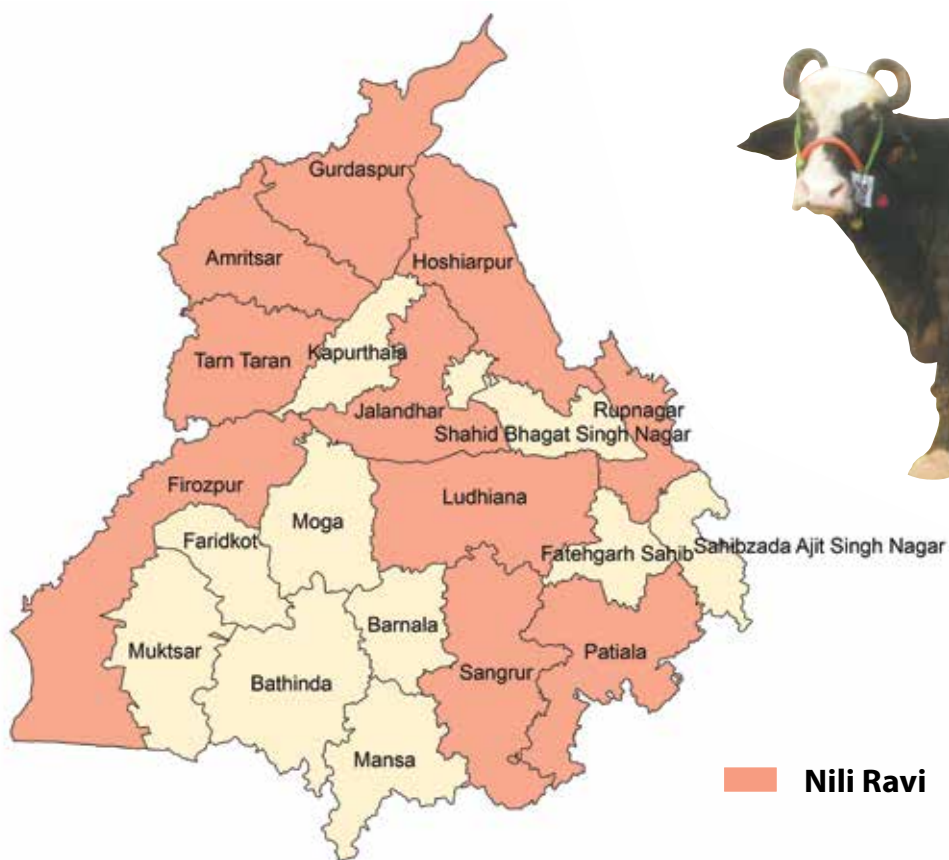 Gurdaspur
Amritsar
Hoshiarpur
Tarn Taran
Kapurthala
Jalandhar
Rupnagar
Shahid Bhagat Singh Nagar
Firozpur
Ludhiana
Moga
Faridkot
Fatehgarh Sahib
Sahibzada Ajit Singh Nagar
Barnala
Muktsar
Patiala
Sangrur
Bathinda
Mansa
Nili Ravi